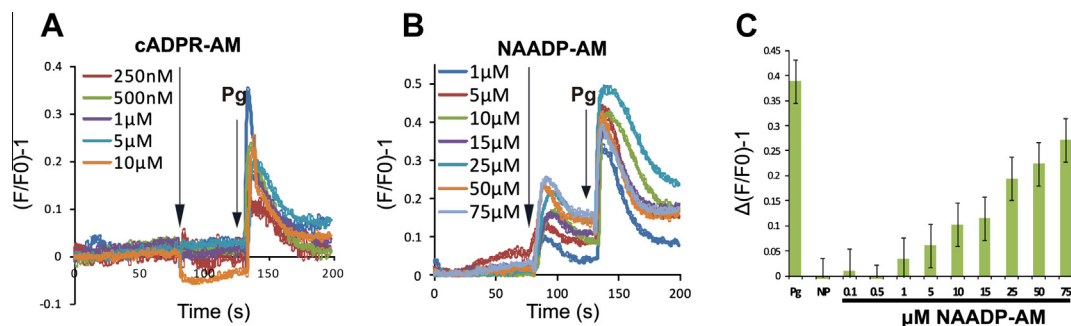 A
cADPR-AM
(F/F0)-1
0.4
0.3
0.2
0.1
0
-0.1
250nM
500nM
1µM
5µM
10µM
Pg
0
50
100
150
200
Time (s)
B
NAADP-AM
(F/F0)-1
0.5
0.4
0.3
0.2
0.1
0
1µM
5µM
10µM
15µM
25µM
50µM
75µM
Pg
0
50
100
150
200
Time (s)
C
Δ(F/F0)-1
0.45
0.4
0.35
0.3
0.25
0.2
0.15
0.1
0.05
0
Pg NP 0.1 0.5 1 5 10 15 25 50 75
µM NAADP-AM